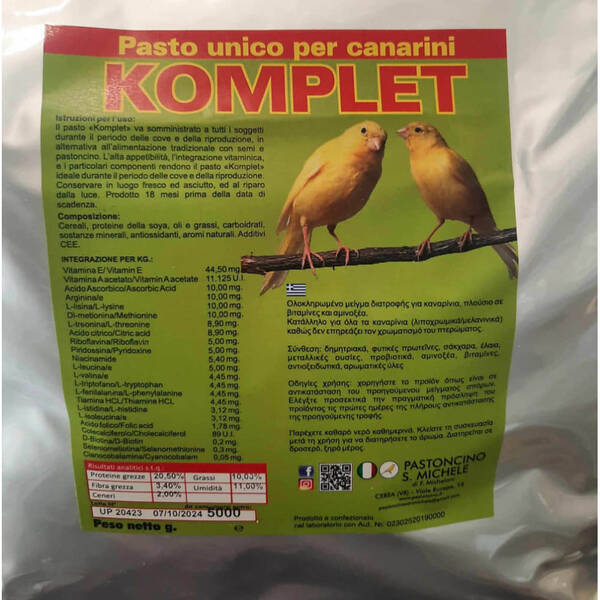 Pasto unico per canarini
KOMPLET
Istruzioni per l'uso:
Il pasto «Komplet» va somministrato a tutti i soggetti
durante il periodo delle cove e della riproduzione, in
alternativa all'alimentazione tradizionale con semi e
pastoncino. L'alta appetibilità, l'integrazione vitaminica,
e i particolari componenti rendono il pasto «Komplet»
ideale durante il periodo delle cove e della riproduzione.
Conservare in luogo fresco ed asciutto, ed al riparo
dalla luce. Prodotto 18 mesi prima della data di
scadenza.
Composizione:
Cereali, proteine della soya, oli e grassi, carboidrati,
sostanze minerali, antiossidanti, aromi naturali. Additivi
CEE.
INTEGRAZIONE PER KG.:
Vitamina E/ Vitamin E 44,50 mg.
Vitamina A acetato/Vitamin A acetate 11.125 U.I.
Acido Ascorbico/Ascorbic Acid 10,00 mg.
Arginina/e 10,00 mg.
L-lisina/L-lysine 10,00 mg.
Dl-metionina/Methionine 10,00 mg.
L-treonina/L-threonine 8,90 mg.
Acido citrico/Citric acid 8,90 mg.
Riboflavina/Riboflavin 5,00 mg.
Piridossina/Pyridoxine 5,00 mg.
Niacinamide 5,40 mg.
L-leucina/e 5,00 mg.
L-valina/e 4,45 mg.
L-triptofano/L-tryptophan 4,45 mg.
L-fenilalanina/L-phenylalanine 4,45 mg.
Tiamina HCL/Thiamine HCL 4,45 mg.
L-istidina/L-histidine 3,12 mg.
L-isoleucina/e 3,12 mg.
Acido folico/Folic acid 1,78 mg.
Colecalciferolo/Cholecalciferol 89 U.I.
D-Biotina/D-Biotin 0,2 mg.
Seleniometionina/Selenomethionine 0,3 mg.
Cianocobalamina/Cyanocobalam 0,05 mg.
Risultati analitici s.t.q.:
Proteine grezze 20,50% Grassi 10,00%
Fibra grezza 3,40% Umidità 11,00%
Ceneri 2,00%
Lotto N°
UP 20423 07/10/2024 5000
Peso netto g. e
Ολοκληρωμένο μείγμα διατροφής για καναρίνια, πλούσιο σε
βιταμίνες και αμινοξέα.
Κατάλληλο για όλα τα καναρίνια (λιποχρωμικά/μελανινικά)
καθώς δεν επηρεάζει τον χρωματισμό του πτερώματος.
Σύνθεση: δημητριακά, φυτικές πρωτεΐνες, σάκχαρα, έλαια,
μεταλλικές ουσίες, προβιοτικά, αμινοξέα, βιταμίνες,
αντιοξειδωτικά, αρωματικές ύλες
Οδηγίες χρήσης: χορηγήστε το προϊόν όπως είναι σε
αντικατάσταση του προηγούμενου μείγματος σπόρων.
Ελέγξτε προσεκτικά την πραγματική πρόσληψη του
προϊόντος τις πρώτες ημέρες της πλήρους αντικατάστασης
της προηγούμενης τροφής.
Παρέχετε καθαρό νερό καθημερινά. Κλείστε τη συσκευασία
μετά τη χρήση για να διατηρήσετε το άρωμα. Διατηρείται σε
δροσερό, ξηρό μέρος.
PASTONCINO
S. MICHELE
di F. Micheloni
CEREA (VR) - Viale Europa, 16
Prodotto e confezionato
nel laboratorio con Aut. Nr. 02302520190000